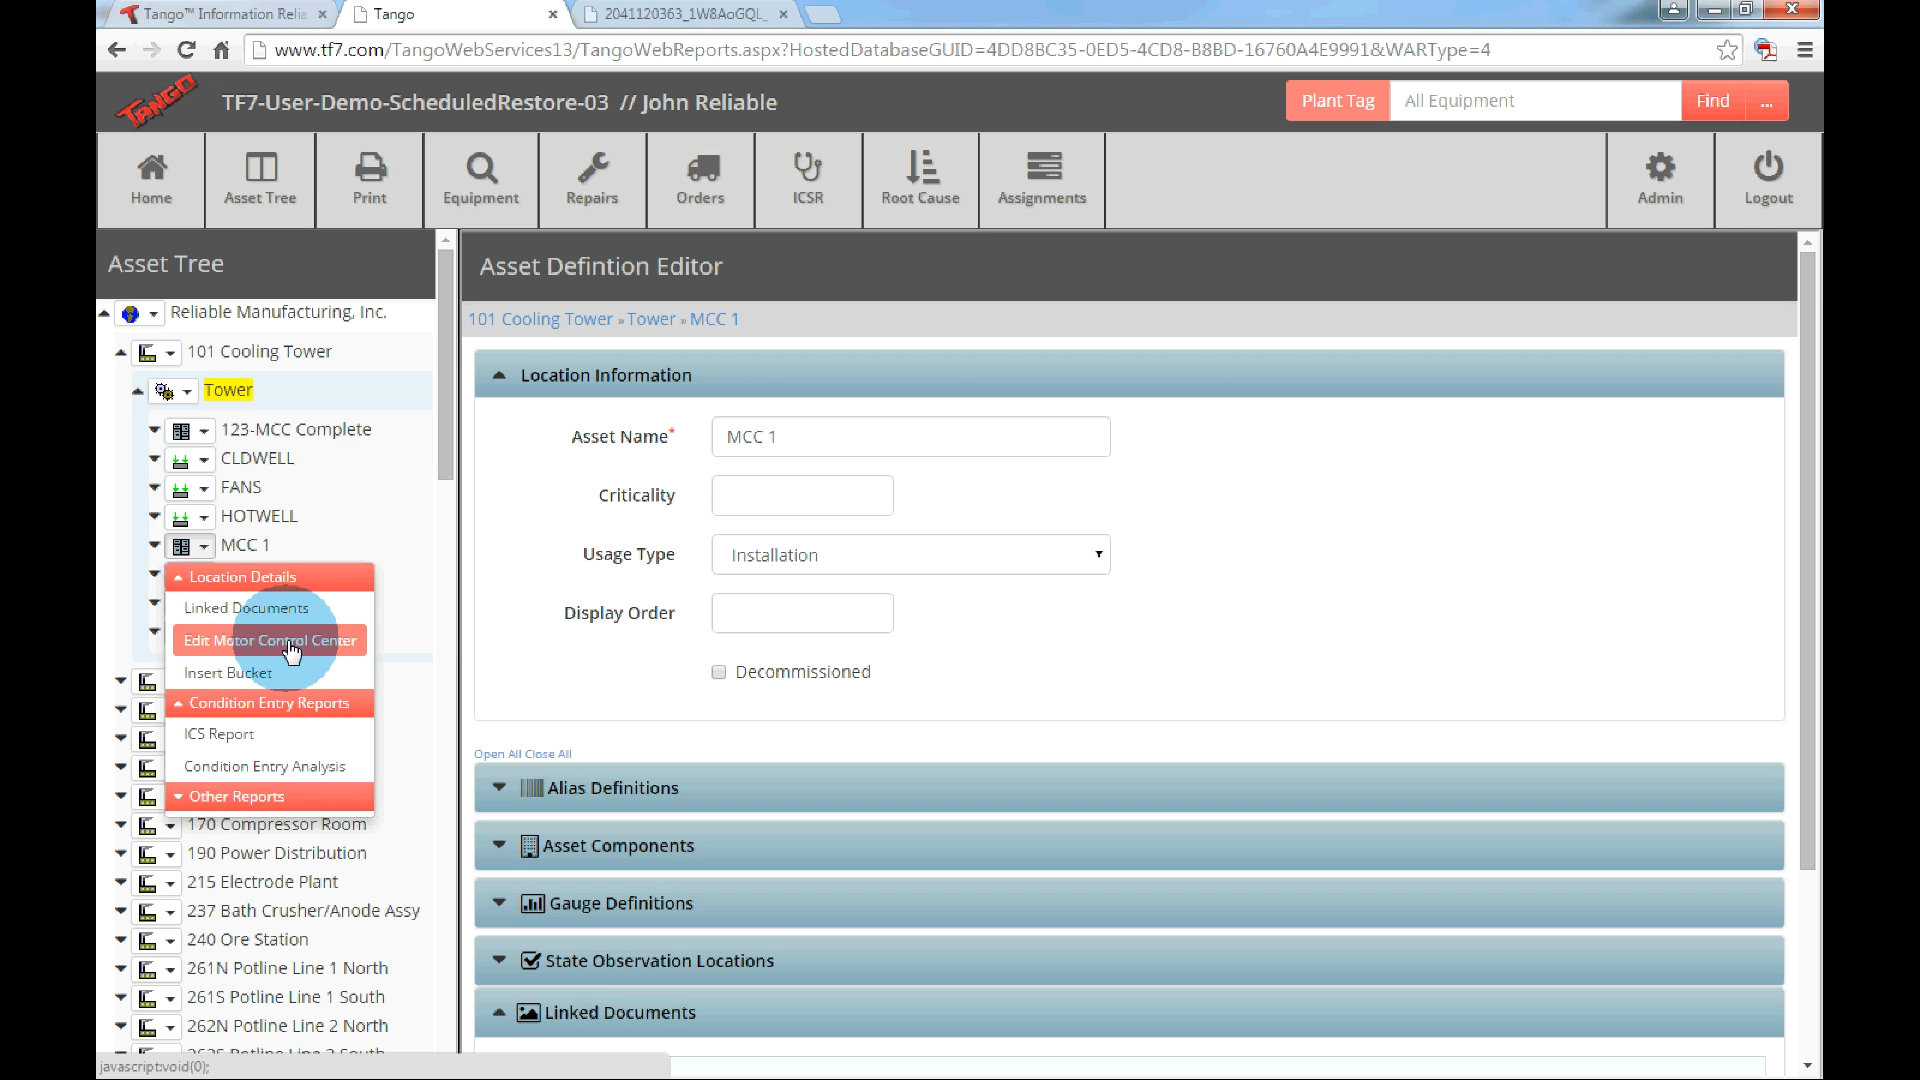 Tango™ Information Relia
Tango
2041120363_1W8AoGQL_
www.tf7.com/TangoWebServices13/TangoWebReports.aspx?HostedDatabaseGUID=4DD8BC35-0ED5-4CD8-B8BD-16760A4E9991&WARType=4
TANGO
TF7-User-Demo-ScheduledRestore-03 // John Reliable
Plant Tag
All Equipment
Find
...
Home
Asset Tree
Print
Equipment
Repairs
Orders
ICSR
Root Cause
Assignments
Admin
Logout
Asset Tree
Reliable Manufacturing, Inc.
101 Cooling Tower
Tower
123-MCC Complete
CLDWELL
FANS
HOTWELL
MCC 1
Location Details
Linked Documents
Edit Motor Control Center
Insert Bucket
Condition Entry Reports
ICS Report
Condition Entry Analysis
Other Reports
170 Compressor Room
190 Power Distribution
215 Electrode Plant
237 Bath Crusher/Anode Assy
240 Ore Station
261N Potline Line 1 North
261S Potline Line 1 South
262N Potline Line 2 North
262S Potline Line 2 South
javascript:void(0);
Asset Defintion Editor
101 Cooling Tower » Tower » MCC 1
Location Information
Asset Name*
MCC 1
Criticality
Usage Type
Installation
Display Order
Decommissioned
Open All Close All
Alias Definitions
Asset Components
Gauge Definitions
State Observation Locations
Linked Documents